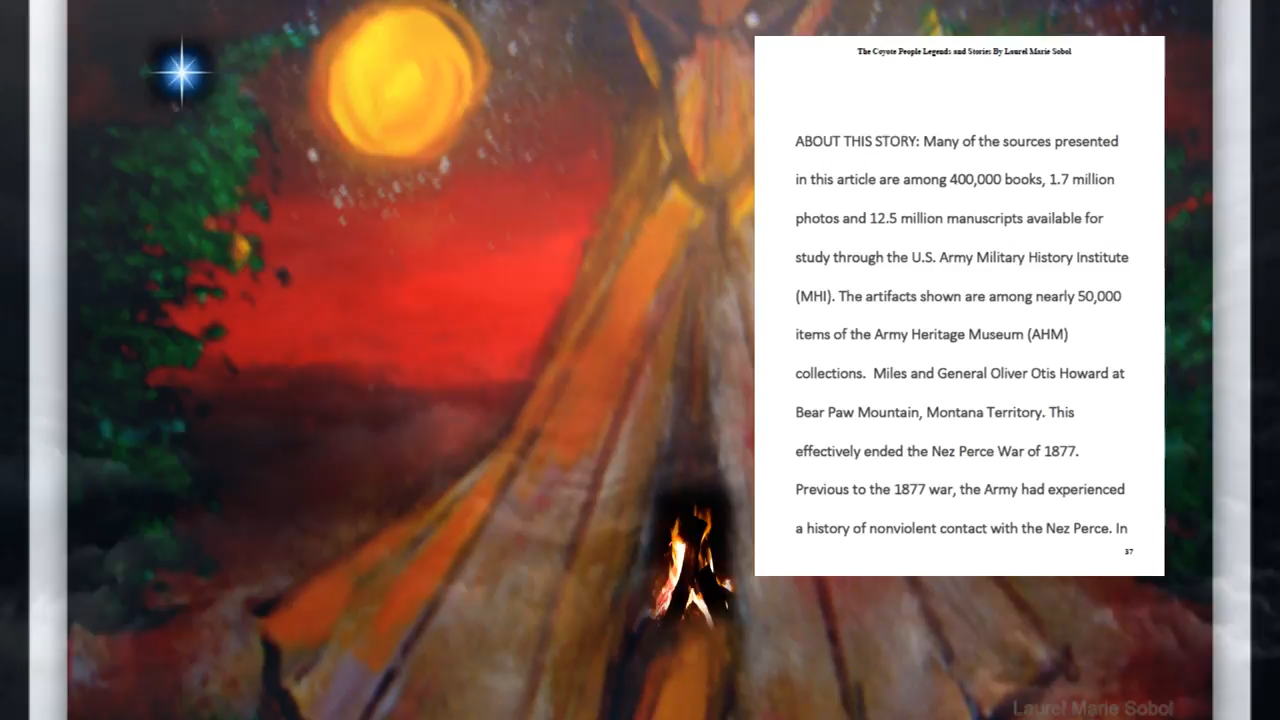 The Coyote People Legends and Stories By Laurel Marie Sobol
ABOUT THIS STORY: Many of the sources presented
in this article are among 400,000 books, 1.7 million
photos and 12.5 million manuscripts available for
study through the U.S. Army Military History Institute
(MHI). The artifacts shown are among nearly 50,000
items of the Army Heritage Museum (AHM)
collections.  Miles and General Oliver Otis Howard at
Bear Paw Mountain, Montana Territory. This
effectively ended the Nez Perce War of 1877.
Previous to the 1877 war, the Army had experienced
a history of nonviolent contact with the Nez Perce. In
37
Laurel Marie Sobol